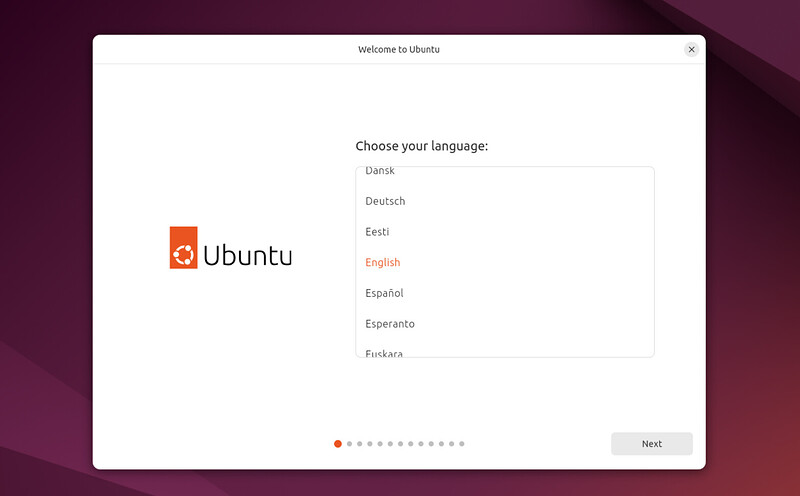 Welcome to Ubuntu
Choose your language:
Dansk
Deutsch
Eesti
English
Español
Esperanto
Euskara
Ubuntu
Next